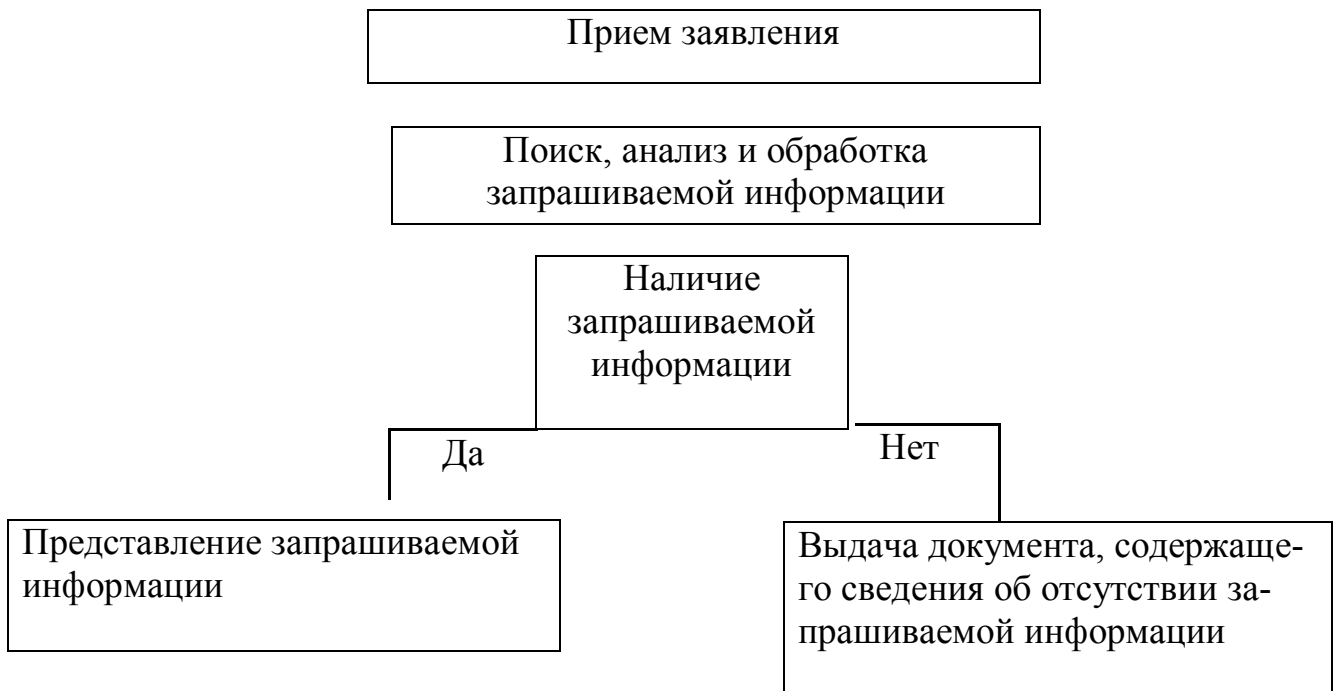 Прием заявления
Поиск, анализ и обработка
запрашиваемой информации
Наличие
запрашиваемой
информации
Да
Нет
Представление запрашиваемой
информации
Выдача документа, содержаще-
го сведения об отсутствии за-
прашиваемой информации